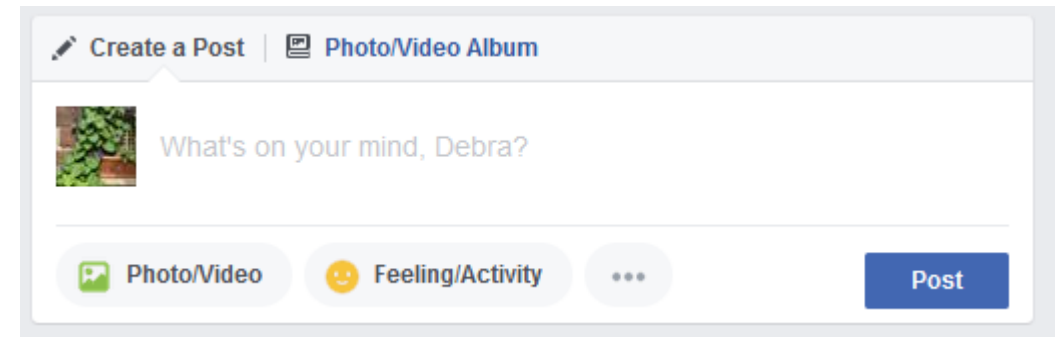 Create a Post Photo/Video Album
What's on your mind, Debra?
Photo/Video Feeling/Activity ••• Post